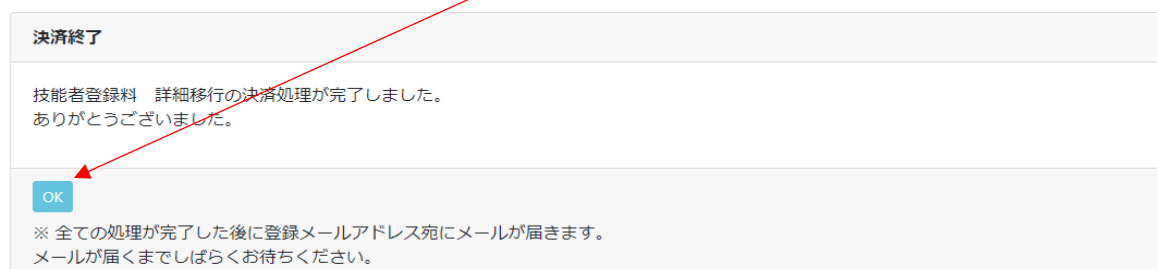 決済終了
技能者登録料　詳細移行の決済処理が完了しました。
ありがとうございました。
OK
※ 全ての処理が完了した後に登録メールアドレス宛にメールが届きます。
メールが届くまでしばらくお待ちください。